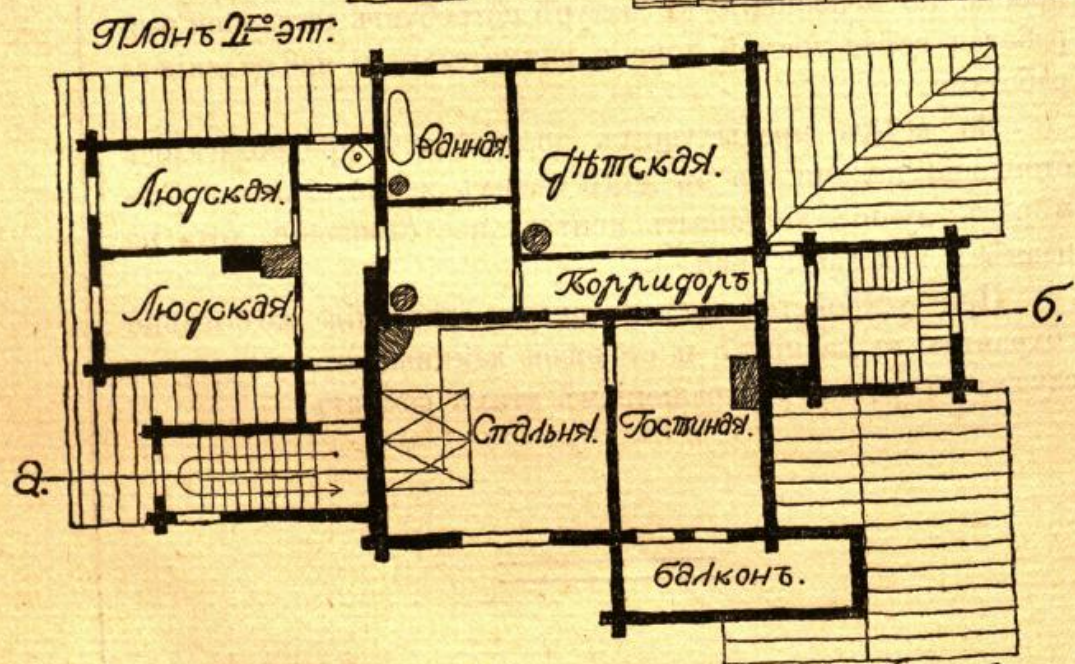 Планъ 2го эт.
Ванная.
Дѣтская.
Людская.
Людская.
Корридоръ
б.
Спальня.
Гостиная.
а.
балконъ.